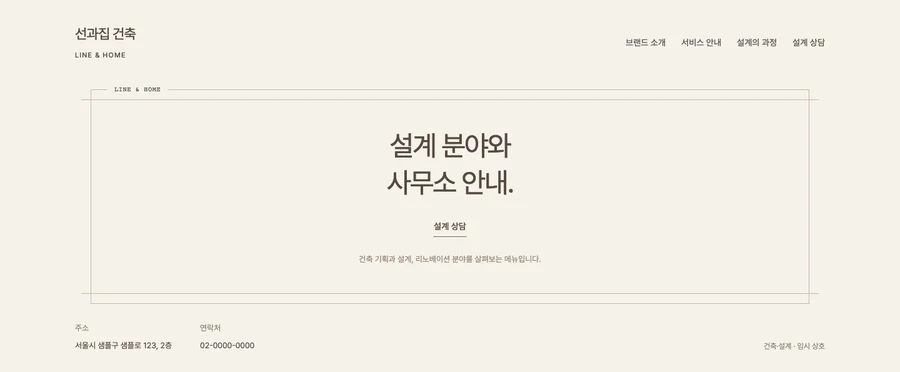 선과집 건축
LINE & HOME
브랜드 소개
서비스 안내
설계의 과정
설계 상담
LINE & HOME
설계 분야와
사무소 안내.
설계 상담
건축 기획과 설계, 리노베이션 분야를 살펴보는 메뉴입니다.
주소
서울시 샘플구 샘플로 123, 2층
연락처
02-0000-0000
건축·설계 · 임시 상호